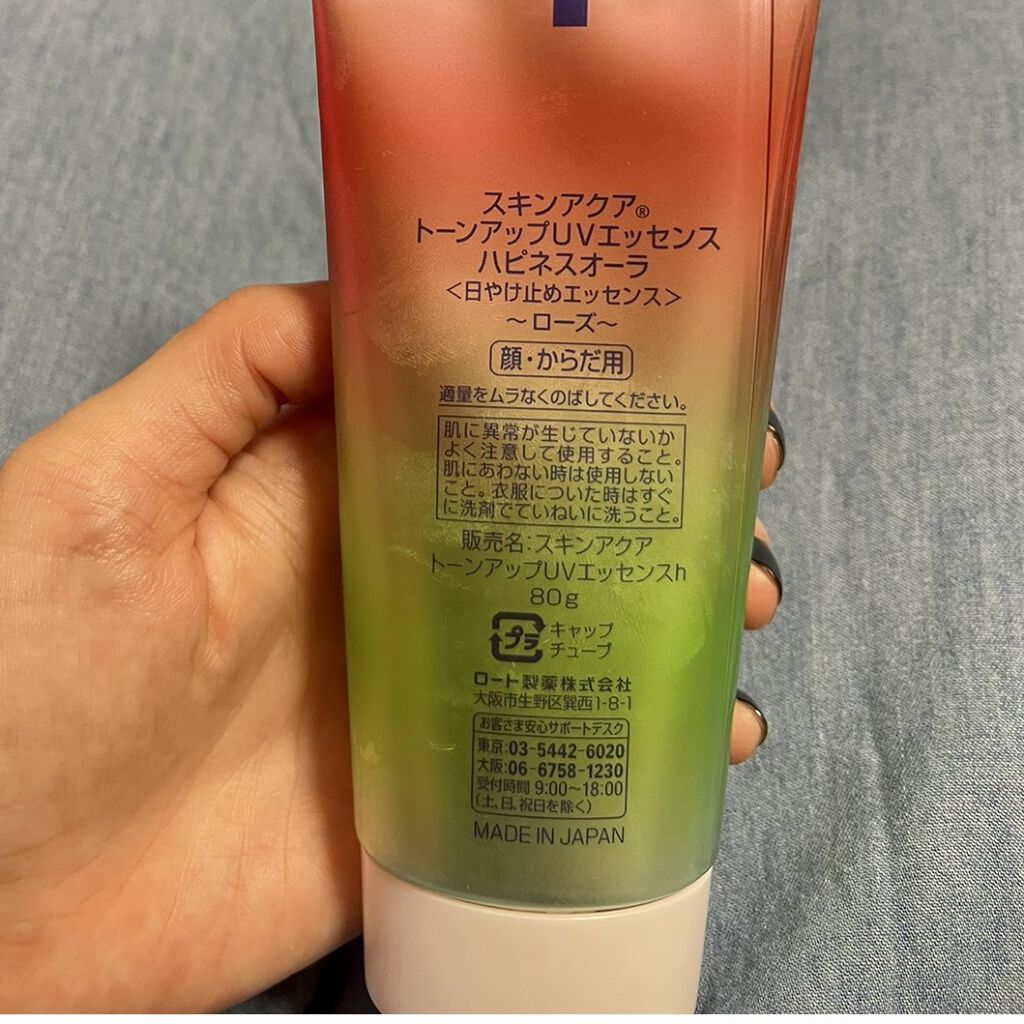 スキンアクア®
トーンアップUVエッセンス
ハピネスオーラ
<日やけ止めエッセンス>
〜ローズ〜
顔・からだ用
適量をムラなくのばしてください。
肌に異常が生じていないか
よく注意して使用すること。
肌にあわない時は使用しない
こと。衣服についた時はすぐ
に洗剤でていねいに洗うこと。
販売名:スキンアクア
トーンアップUVエッセンスh
80g
プラ
キャップ
チューブ
ロート製薬株式会社
大阪市生野区巽西1-8-1
お客さま安心サポートデスク
東京:03-5442-6020
大阪:06-6758-1230
受付時間 9:00〜18:00
(土、日、祝日を除く)
MADE IN JAPAN